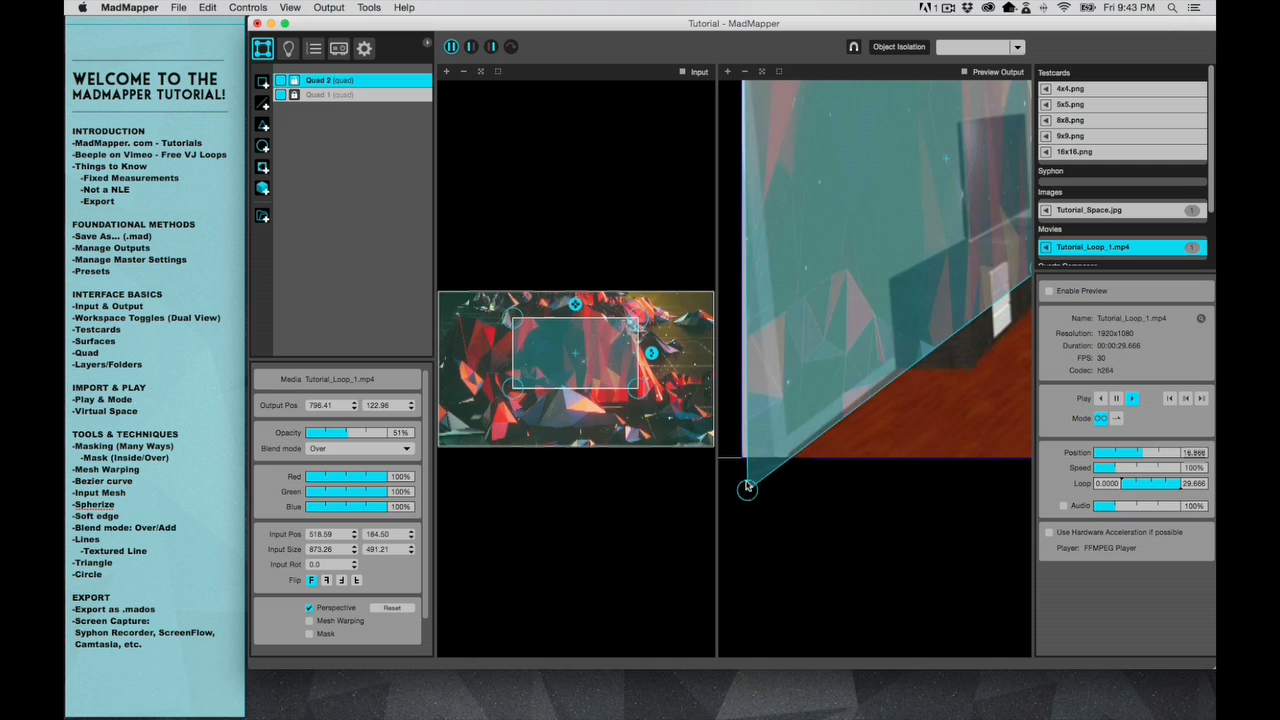 MadMapper File Edit Controls View Output Tools Help
1
Fri 9:43 PM
Tutorial - MadMapper
WELCOME TO THE
MADMAPPER TUTORIAL!
INTRODUCTION
-MadMapper. com - Tutorials
-Beeple on Vimeo - Free VJ Loops
-Things to Know
-Fixed Measurements
-Not a NLE
-Export
FOUNDATIONAL METHODS
-Save As... (.mad)
-Manage Outputs
-Manage Master Settings
-Presets
INTERFACE BASICS
-Input & Output
-Workspace Toggles (Dual View)
-Testcards
-Surfaces
-Quad
-Layers/Folders
IMPORT & PLAY
-Play & Mode
-Virtual Space
TOOLS & TECHNIQUES
-Masking (Many Ways)
-Mask (Inside/Over)
-Mesh Warping
-Bezier curve
-Input Mesh
-Spherize
-Soft edge
-Blend mode: Over/Add
-Lines
-Textured Line
-Triangle
-Circle
EXPORT
-Export as .mados
-Screen Capture:
Syphon Recorder, ScreenFlow,
Camtasia, etc.
Quad 2 (quad)
Quad 1 (quad)
Media Tutorial_Loop_1.mp4
Output Pos 796.41 122.96
Opacity 51%
Blend mode Over
Red 100%
Green 100%
Blue 100%
Input Pos 518.59 184.50
Input Size 873.26 491.21
Input Rot 0.0
Flip
Perspective Reset
Mesh Warping
Mask
Input
Object Isolation
Preview Output
Testcards
4x4.png
5x5.png
8x8.png
9x9.png
16x16.png
Syphon
Images
Tutorial_Space.jpg 1
Movies
Tutorial_Loop_1.mp4 1
Quartz Composer
Enable Preview
Name: Tutorial_Loop_1.mp4
Resolution: 1920x1080
Duration: 00:00:29.666
FPS: 30
Codec: h264
Play
Mode
Position 16.866
Speed 100%
Loop 0.0000 29.666
Audio 100%
Use Hardware Acceleration if possible
Player: FFMPEG Player